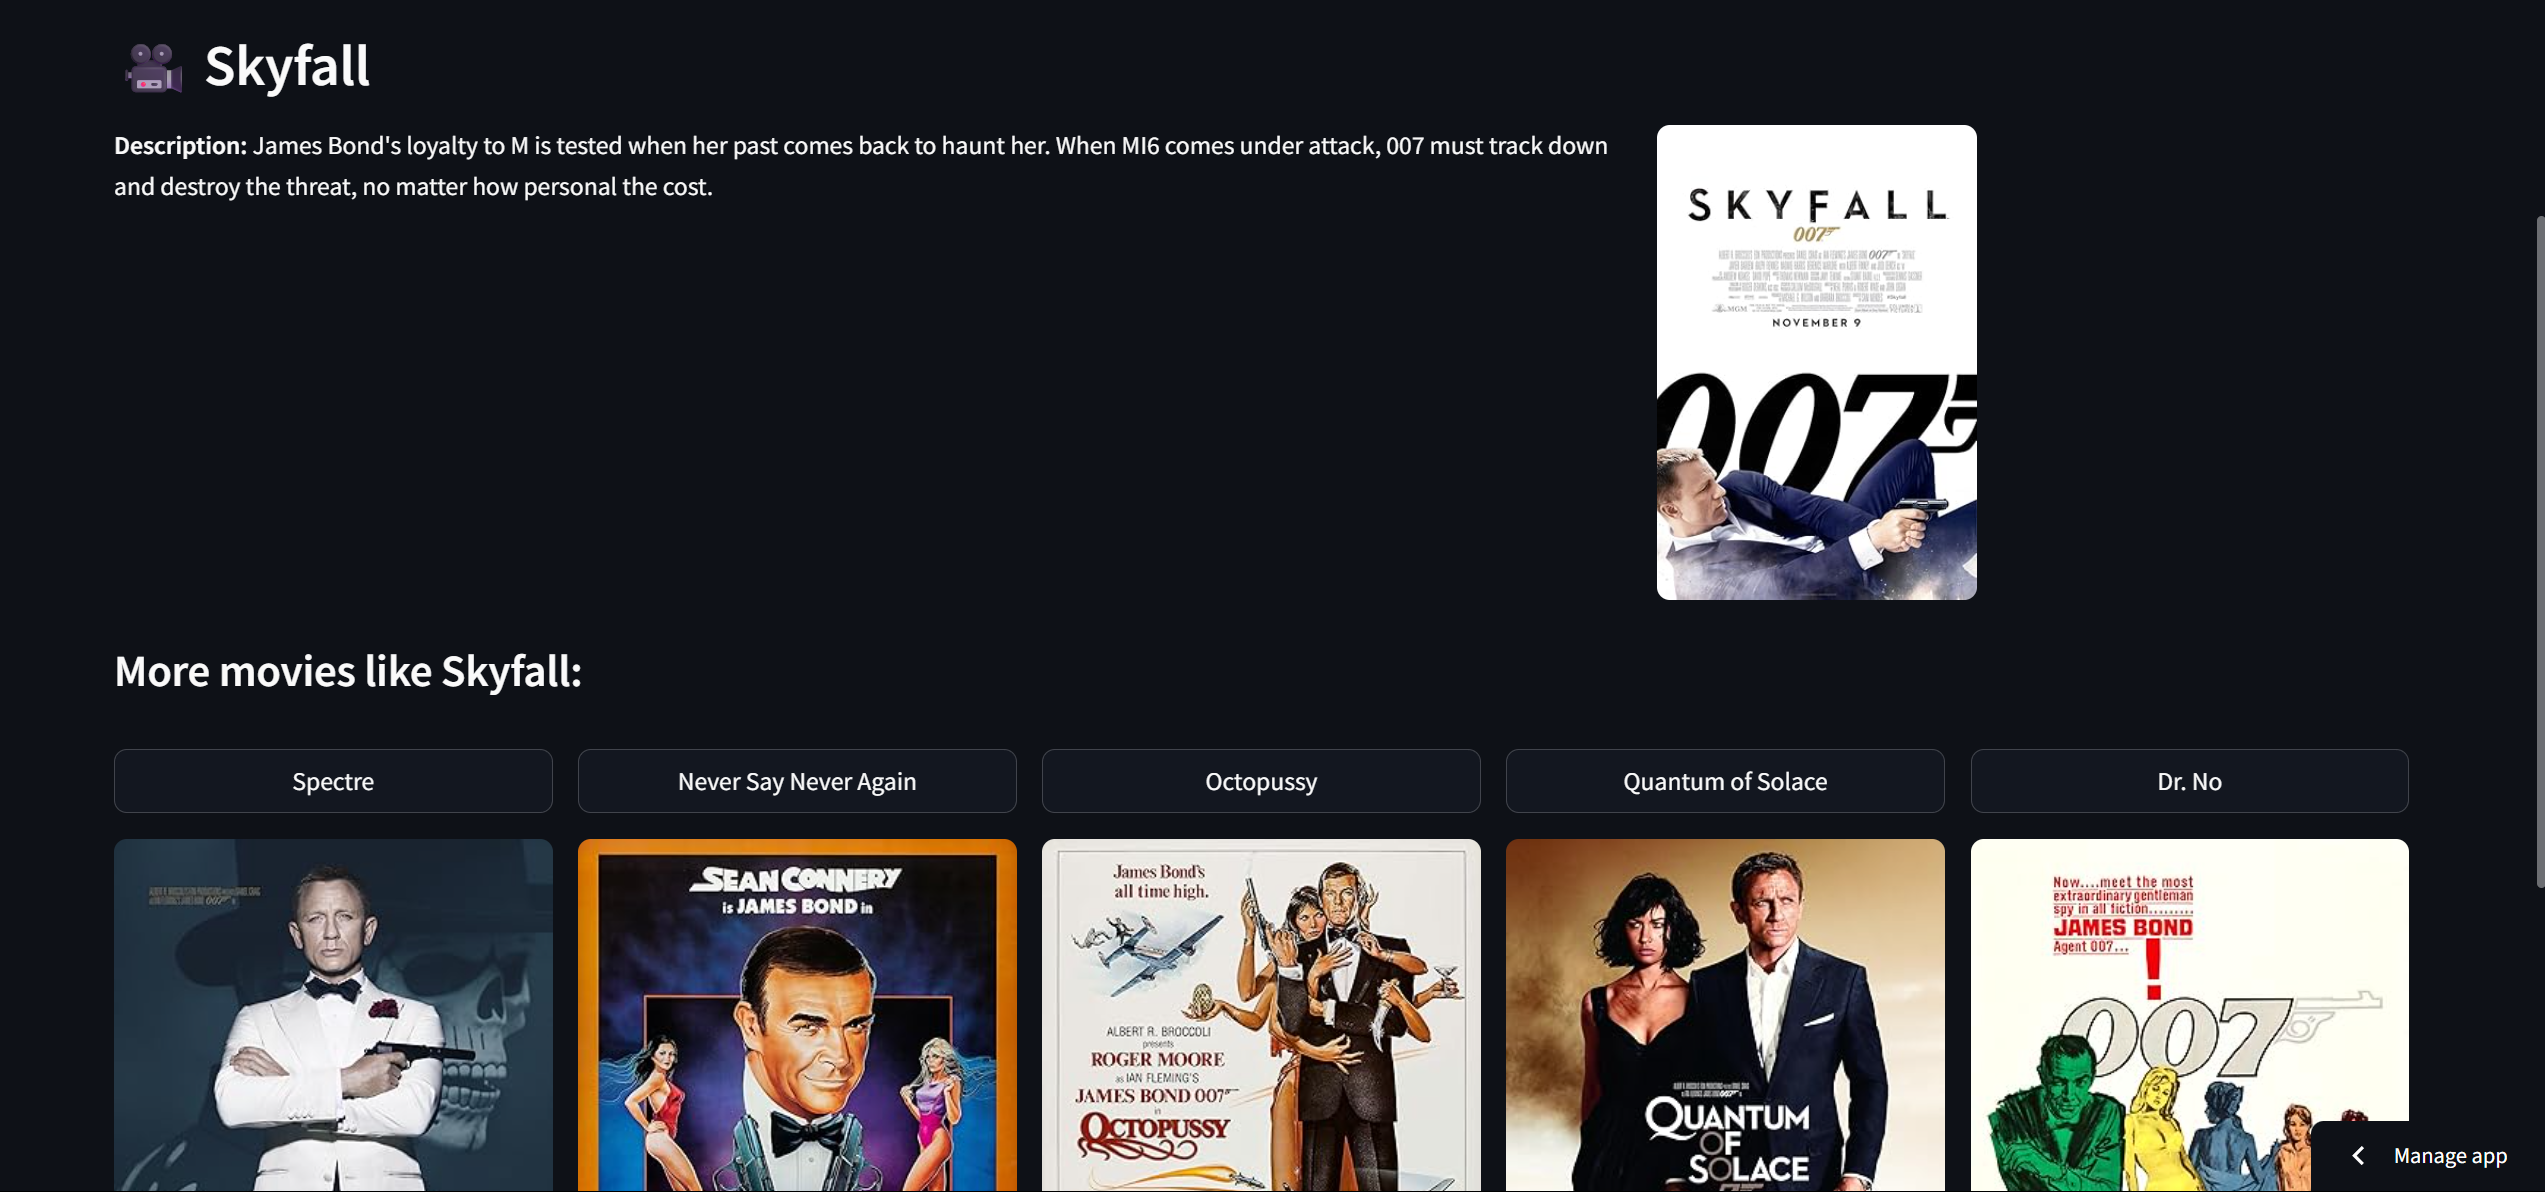 Skyfall
Description: James Bond's loyalty to M is tested when her past comes back to haunt her. When MI6 comes under attack, 007 must track down
and destroy the threat, no matter how personal the cost.
SKYFALL
007
MGM
NOVEMBER 9
007
More movies like Skyfall:
Spectre
Never Say Never Again
Octopussy
Quantum of Solace
Dr. No
SEAN CONNERY
is JAMES BOND in
James Bond's
all time high.
ALBERT R. BROCCOLI
presents
ROGER MOORE
as IAN FLEMING'S
JAMES BOND 007
in
OCTOPUSSY
QUANTUM
OF
SOLACE
Now....meet the most
extraordinary gentleman
spy in all fiction.........
JAMES BOND
Agent 007...
!
007
Manage app